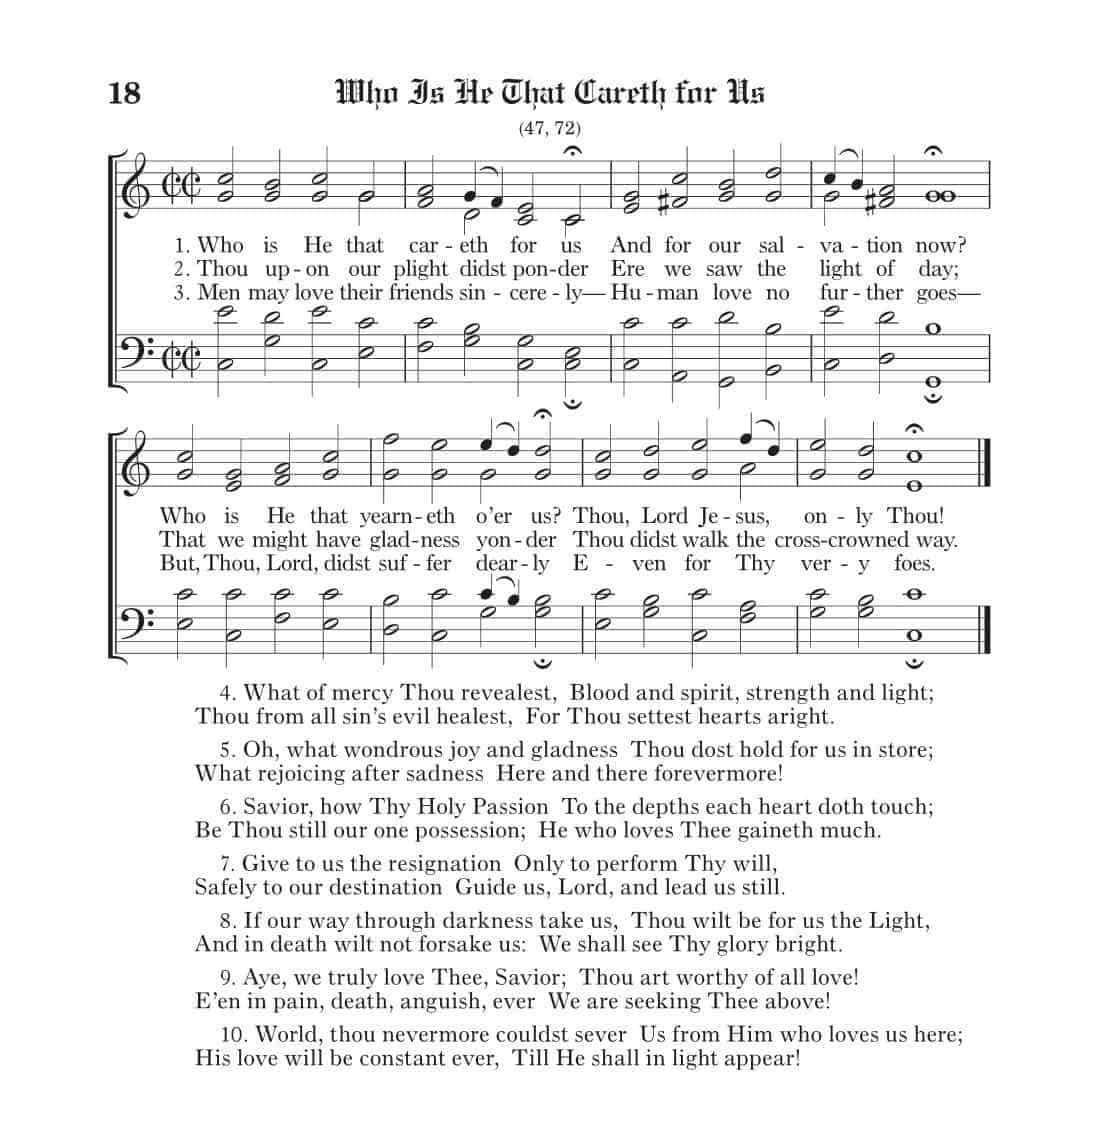 18 Who Is He That Careth for Us
(47, 72)
1. Who is He that car - eth for us And for our sal - va - tion now?
2. Thou up - on our plight didst pon-der Ere we saw the light of day;
3. Men may love their friends sin - cere - ly— Hu - man love no fur - ther goes—
Who is He that yearn - eth o’er us? Thou, Lord Je - sus, on - ly Thou!
That we might have glad - ness yon - der Thou didst walk the cross-crowned way.
But, Thou, Lord, didst suf - fer dear - ly E - ven for Thy ver - y foes.
4. What of mercy Thou revealest, Blood and spirit, strength and light;
Thou from all sin’s evil healest, For Thou settest hearts aright.
5. Oh, what wondrous joy and gladness Thou dost hold for us in store;
What rejoicing after sadness Here and there forevermore!
6. Savior, how Thy Holy Passion To the depths each heart doth touch;
Be Thou still our one possession; He who loves Thee gaineth much.
7. Give to us the resignation Only to perform Thy will,
Safely to our destination Guide us, Lord, and lead us still.
8. If our way through darkness take us, Thou wilt be for us the Light,
And in death wilt not forsake us: We shall see Thy glory bright.
9. Aye, we truly love Thee, Savior; Thou art worthy of all love!
E’en in pain, death, anguish, ever We are seeking Thee above!
10. World, thou nevermore couldst sever Us from Him who loves us here;
His love will be constant ever, Till He shall in light appear!